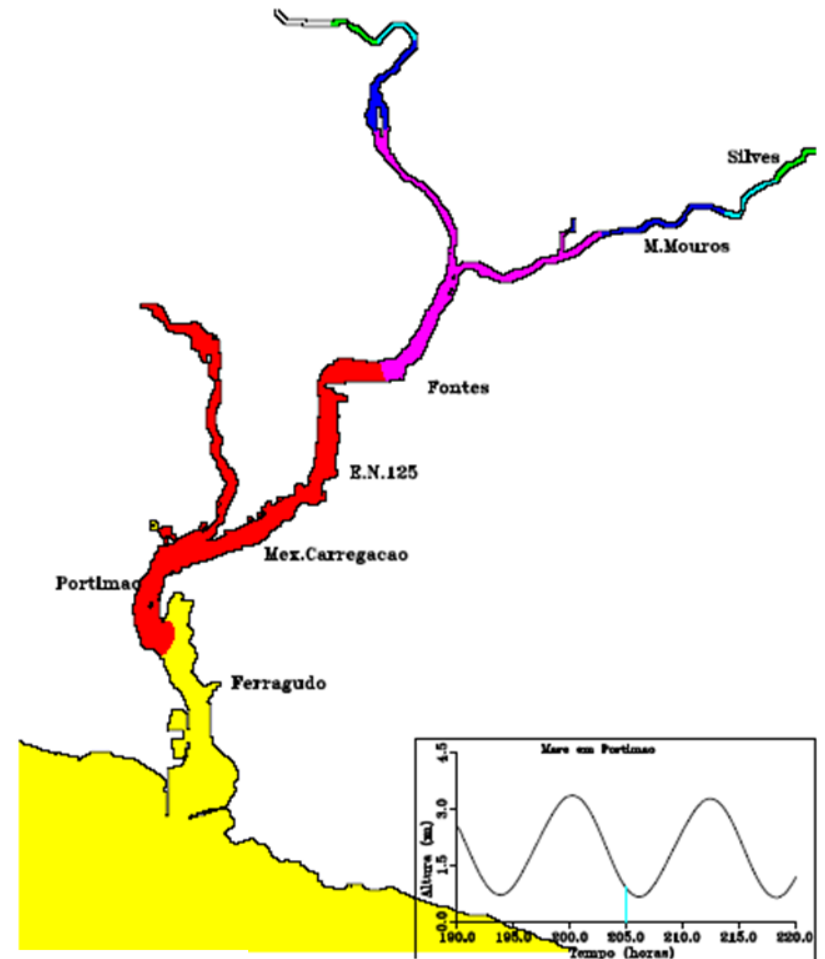 Silves
M.Mouros
Fontes
E.N.125
Mex.Carregacao
Portimao
Ferragudo
Mare em Portimao
Altura (m)
4.5
3.0
1.5
0.0
190.0 195.0 200.0 205.0 210.0 215.0 220.0
Tempo (horas)